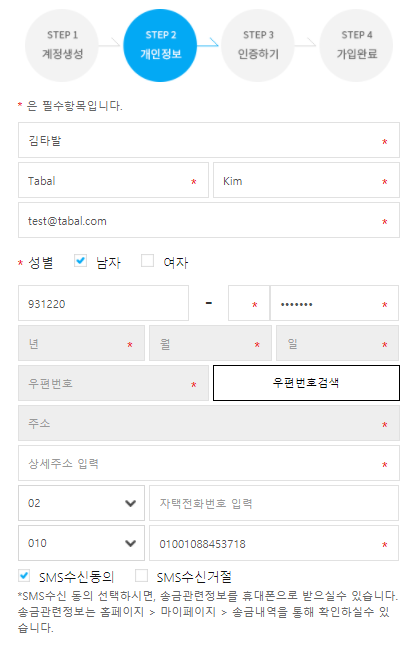 STEP 1 STEP 2 STEP 3 STEP 4
계정생성 개인정보 인증하기 가입완료
* 은 필수항목입니다.
김타발 *
Tabal * Kim *
test@tabal.com *
* 성별 남자 여자
931220 - * ••••••• *
년 * 월 * 일 *
우편번호 * 우편번호검색
주소 *
상세주소 입력 *
02 자택전화번호 입력
010 01001088453718 *
SMS수신동의 SMS수신거절
*SMS수신 동의 선택하시면, 송금관련정보를 휴대폰으로 받으실수 있습니다.
송금관련정보는 홈페이지 > 마이페이지 > 송금내역을 통해 확인하실수 있
습니다.